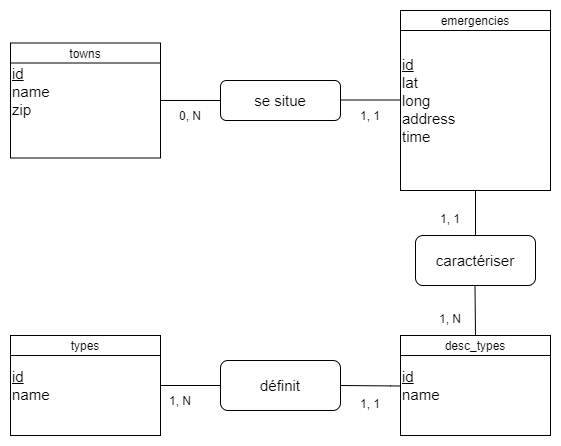 emergencies
id
lat
long
address
time
towns
id
name
zip
se situe
0, N
1, 1
1, 1
caractériser
1, N
types
id
name
définit
1, N
1, 1
desc_types
id
name